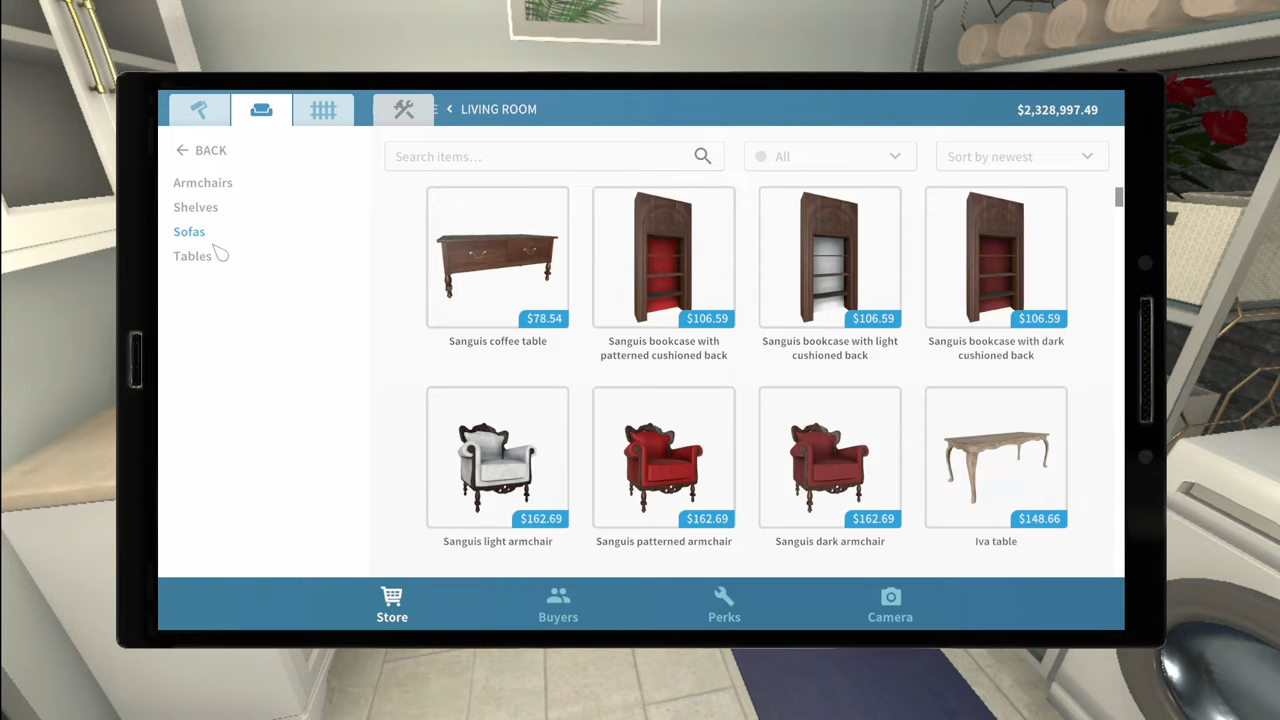 E < LIVING ROOM
$2,328,997.49
BACK
Search items...
All
Sort by newest
Armchairs
Shelves
Sofas
Tables
$78.54
$106.59
$106.59
$106.59
Sanguis coffee table
Sanguis bookcase with
patterned cushioned back
Sanguis bookcase with light
cushioned back
Sanguis bookcase with dark
cushioned back
$162.69
$162.69
$162.69
$148.66
Sanguis light armchair
Sanguis patterned armchair
Sanguis dark armchair
Iva table
Store
Buyers
Perks
Camera